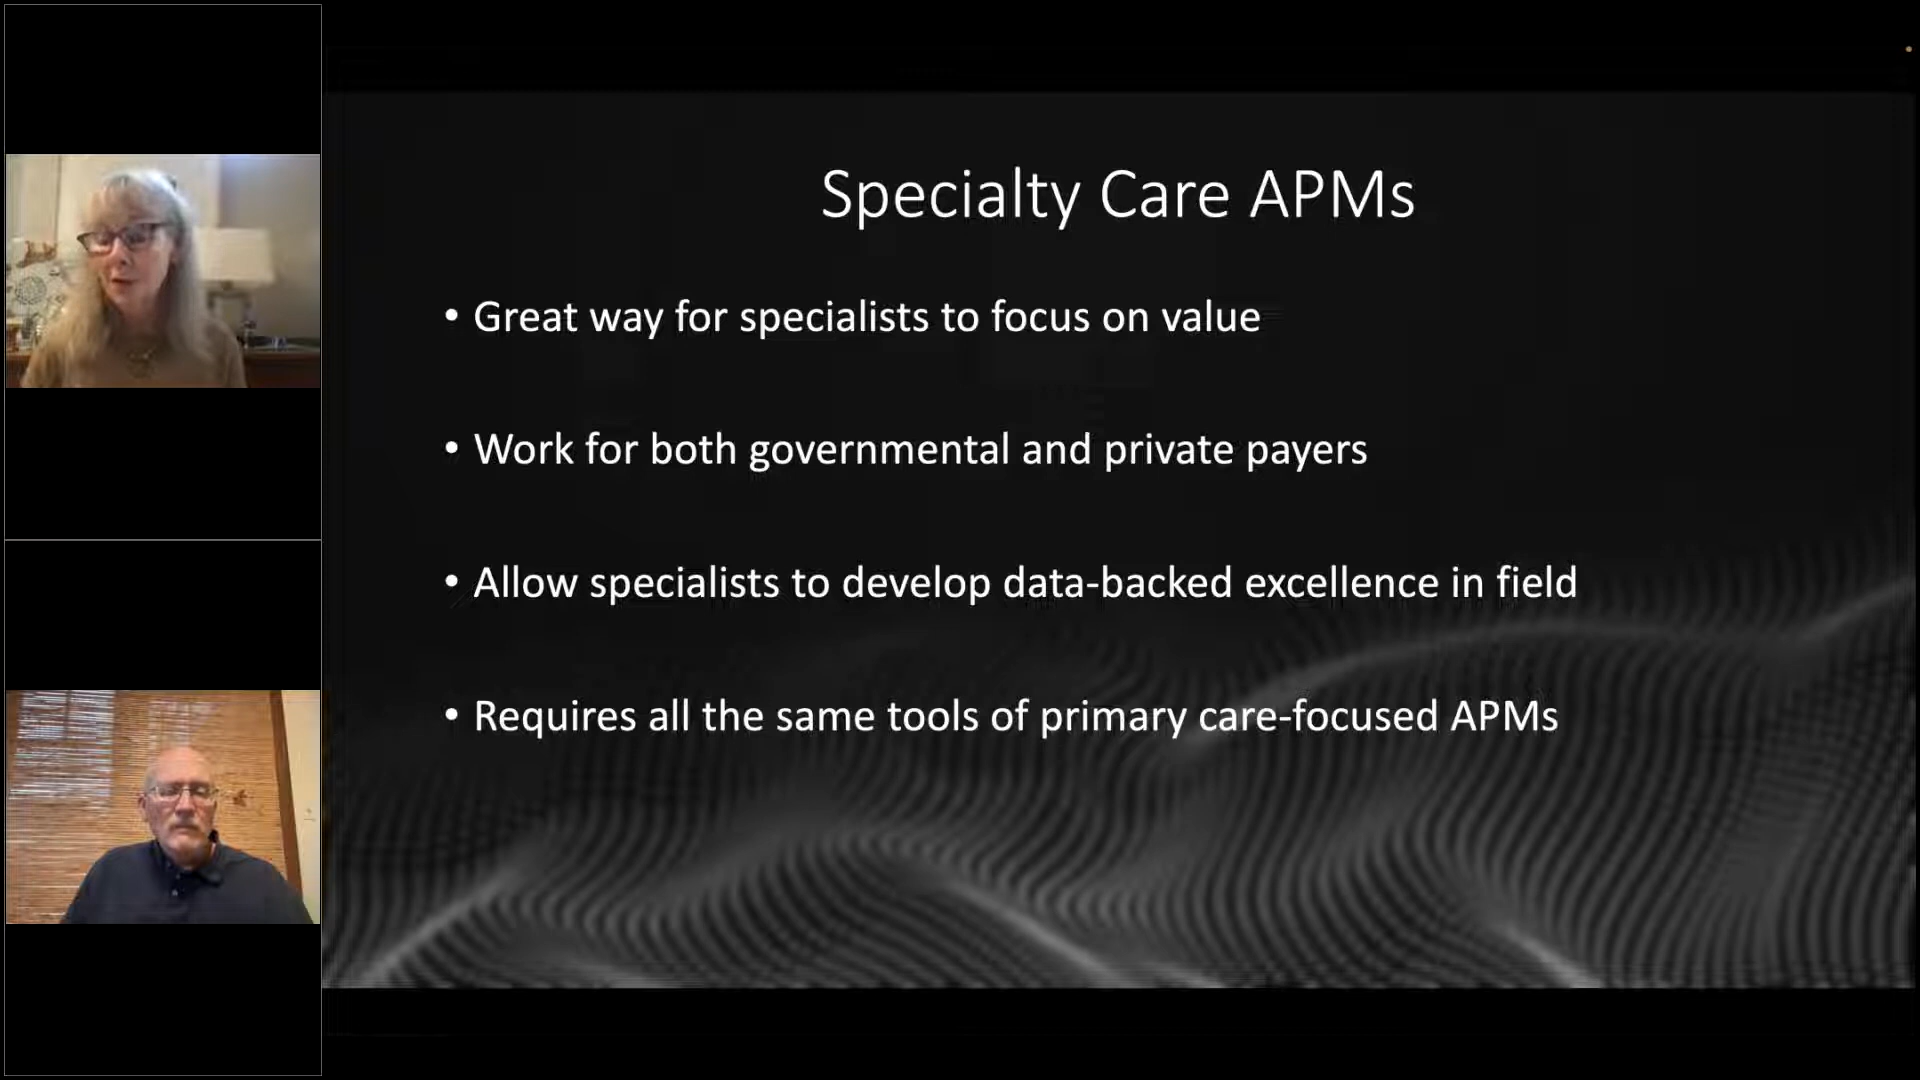 Specialty Care APMs
• Great way for specialists to focus on value
• Work for both governmental and private payers
• Allow specialists to develop data-backed excellence in field
• Requires all the same tools of primary care-focused APMs